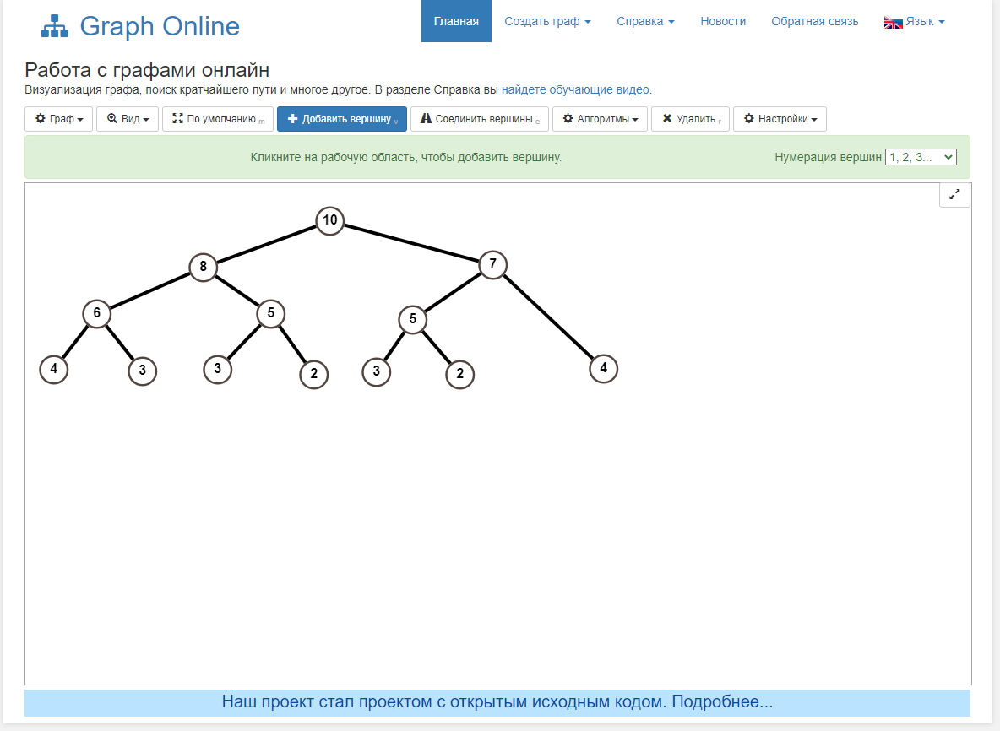 Graph Online Главная Создать граф Справка Новости Обратная связь Язык
Работа с графами онлайн
Визуализация графа, поиск кратчайшего пути и многое другое. В разделе Справка вы найдете обучающие видео.
Граф Вид По умолчанию m Добавить вершину v Соединить вершины e Алгоритмы Удалить r Настройки
Кликните на рабочую область, чтобы добавить вершину. Нумерация вершин 1, 2, 3...
10
8 7
6 5 5
4 3 3 2 3 2 4
Наш проект стал проектом с открытым исходным кодом. Подробнее...